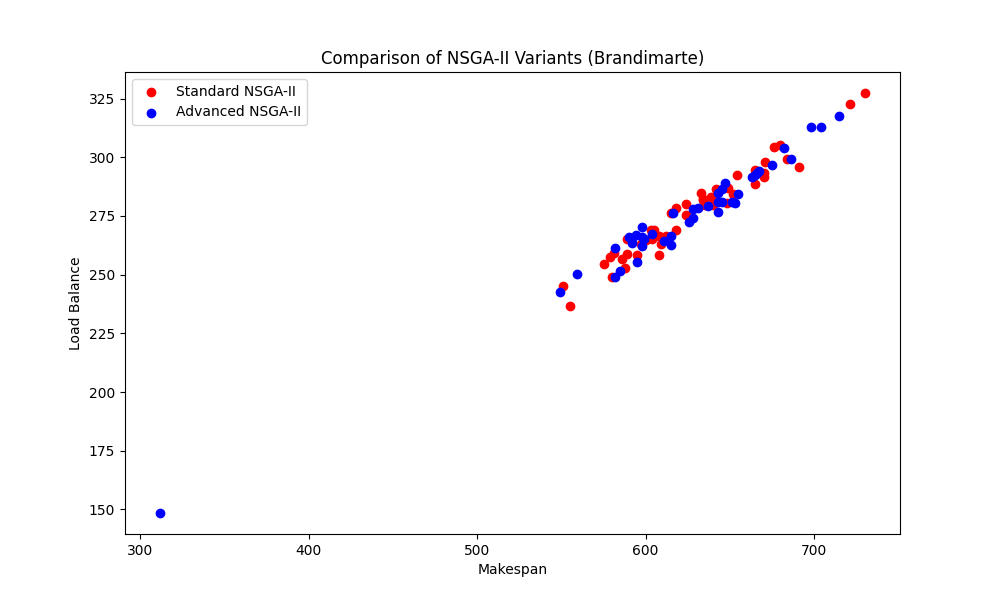 Comparison of NSGA-II Variants (Brandimarte)
Standard NSGA-II
Advanced NSGA-II
325
300
275
250
225
200
175
150
Load Balance
300 400 500 600 700
Makespan